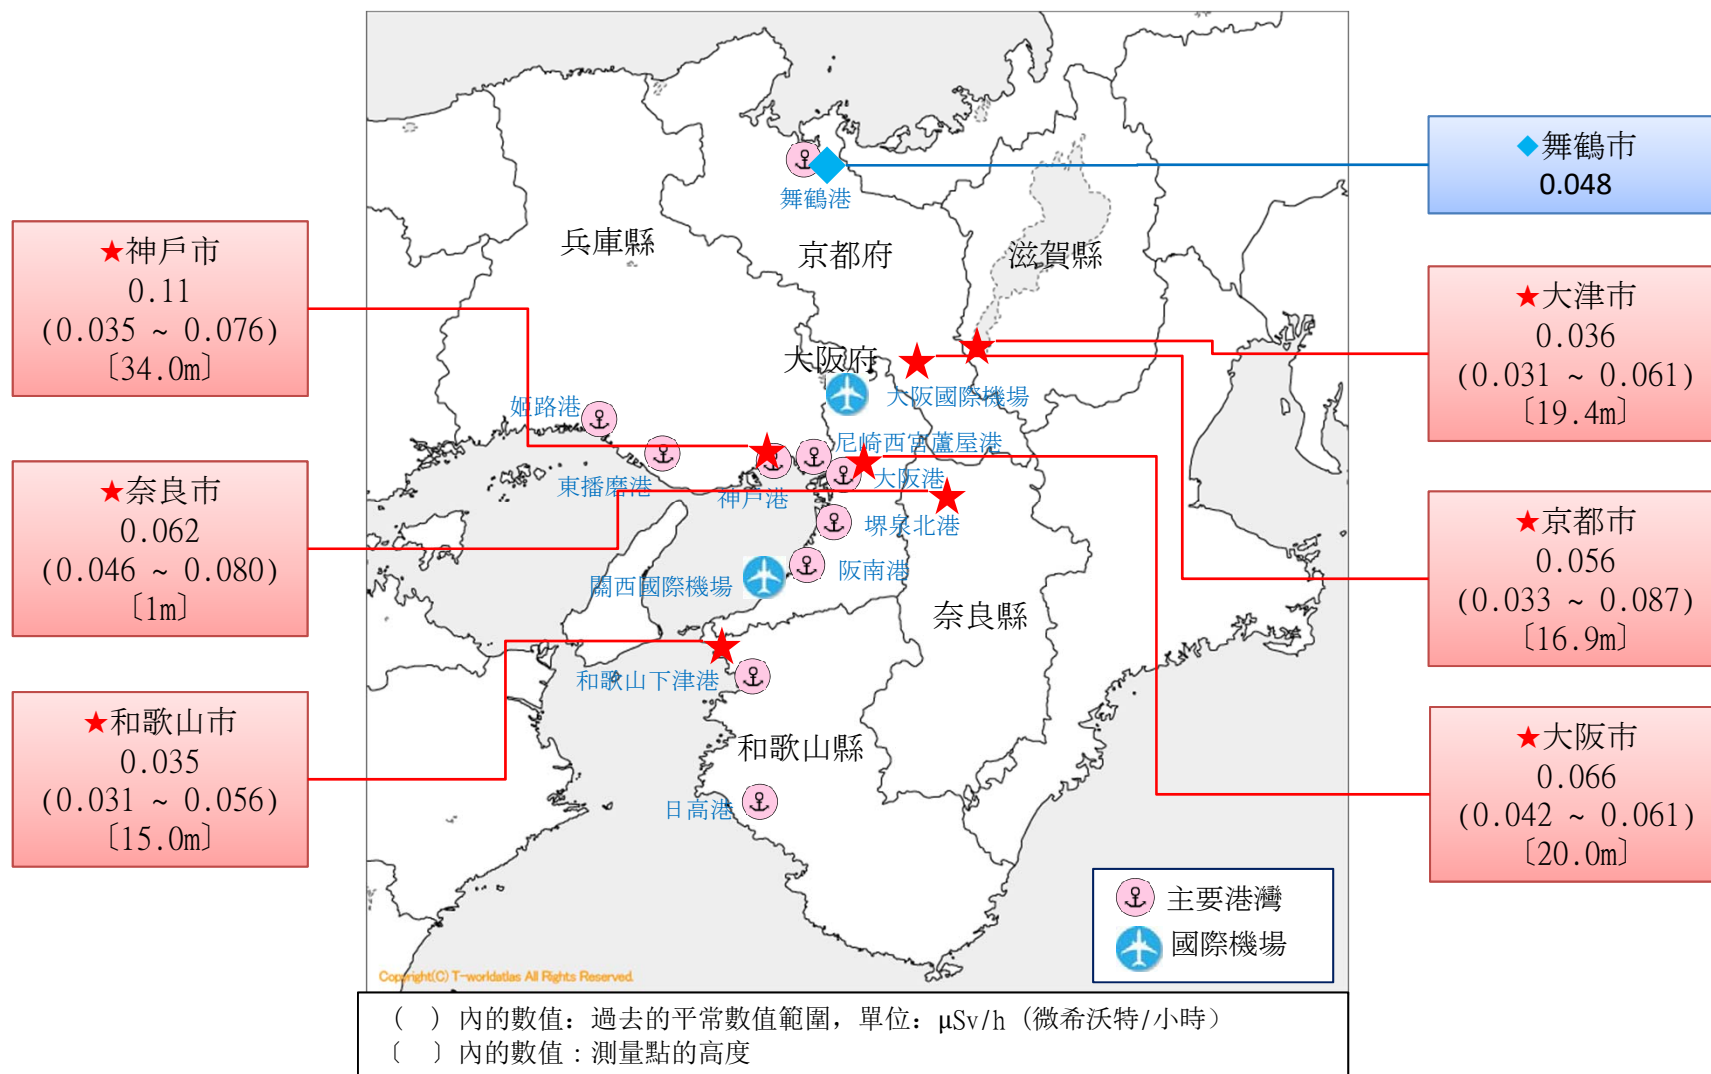 ◆舞鶴市
0.048
舞鶴港
★神戶市
0.11
(0.035 ~ 0.076)
〔34.0m〕
兵庫縣
京都府
滋賀縣
★大津市
0.036
(0.031 ~ 0.061)
〔19.4m〕
大阪府
大阪國際機場
姬路港
尼崎西宮蘆屋港
東播磨港
神戶港
大阪港
★奈良市
0.062
(0.046 ~ 0.080)
〔1m〕
堺泉北港
阪南港
關西國際機場
★京都市
0.056
(0.033 ~ 0.087)
〔16.9m〕
奈良縣
和歌山下津港
★和歌山市
0.035
(0.031 ~ 0.056)
〔15.0m〕
和歌山縣
日高港
★大阪市
0.066
(0.042 ~ 0.061)
〔20.0m〕
主要港灣
國際機場
Copyright(C) T-worldatlas All Rights Reserved.
（　）內的數值：過去的平常數值範圍，單位：μSv/h（微希沃特/小時）
〔　〕內的數值：測量點的高度